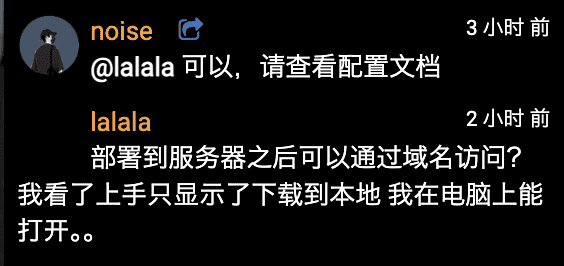 noise 3 小时 前
@lalala 可以，请查看配置文档
lalala 2 小时 前
部署到服务器之后可以通过域名访问？
我看了上手只显示了下载到本地 我在电脑上能
打开。。